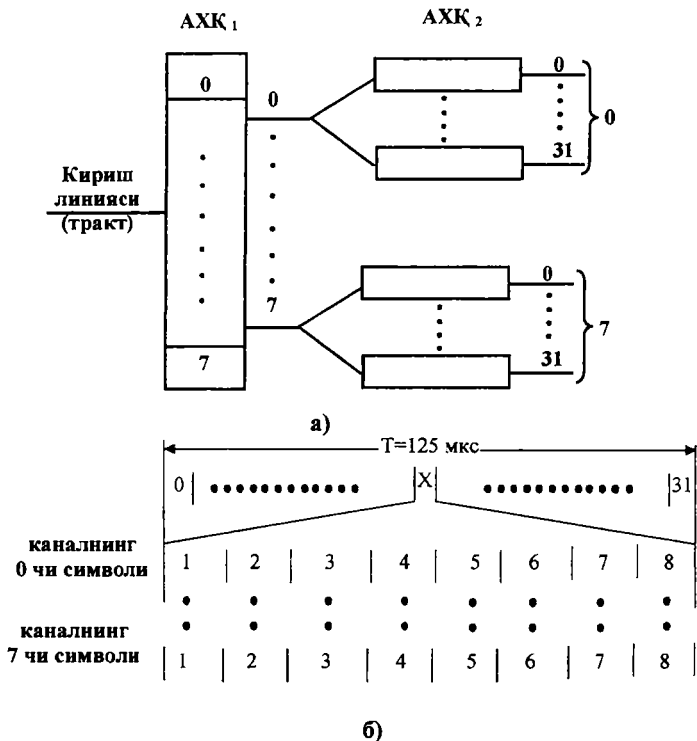 АХҚ 1 АХҚ 2
0 0 0
0
31
Кириш
линияси
(тракт)
7 0
7
7 31
а)
Т=125 мкс
0 X 31
каналнинг
0 чи символи 1 2 3 4 5 6 7 8
каналнинг
7 чи символи 1 2 3 4 5 6 7 8
б)